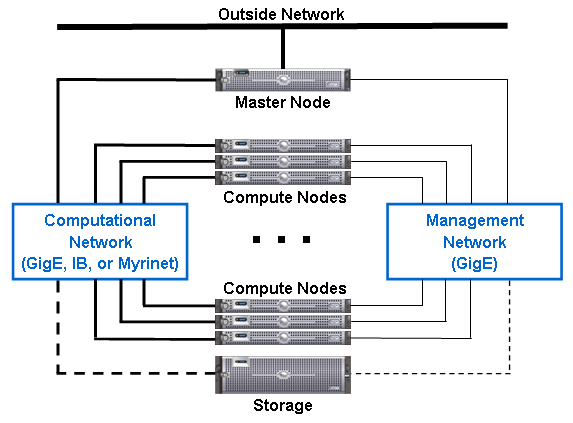 Outside Network
Master Node
Compute Nodes
Computational
Network
(GigE, IB, or Myrinet)
Management
Network
(GigE)
Compute Nodes
Storage